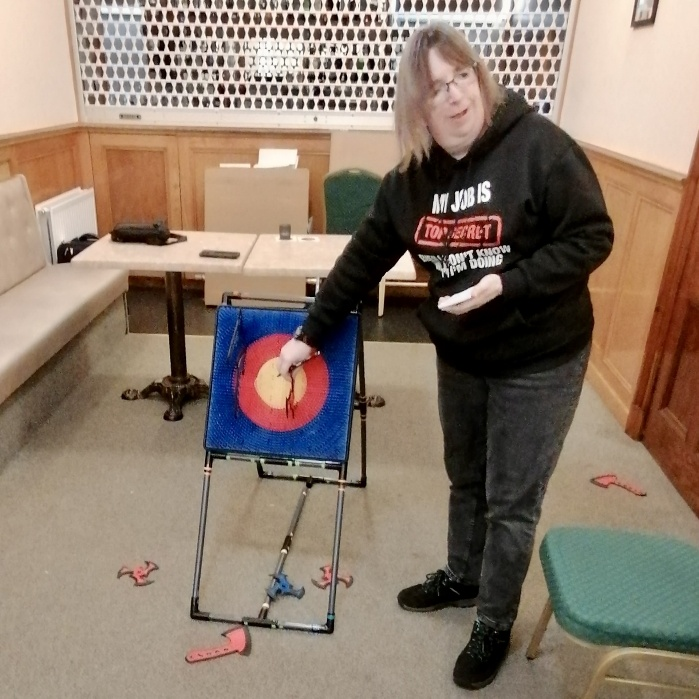 MY JOB IS
TOP SECRET
DON'T KNOW
I'M DOING